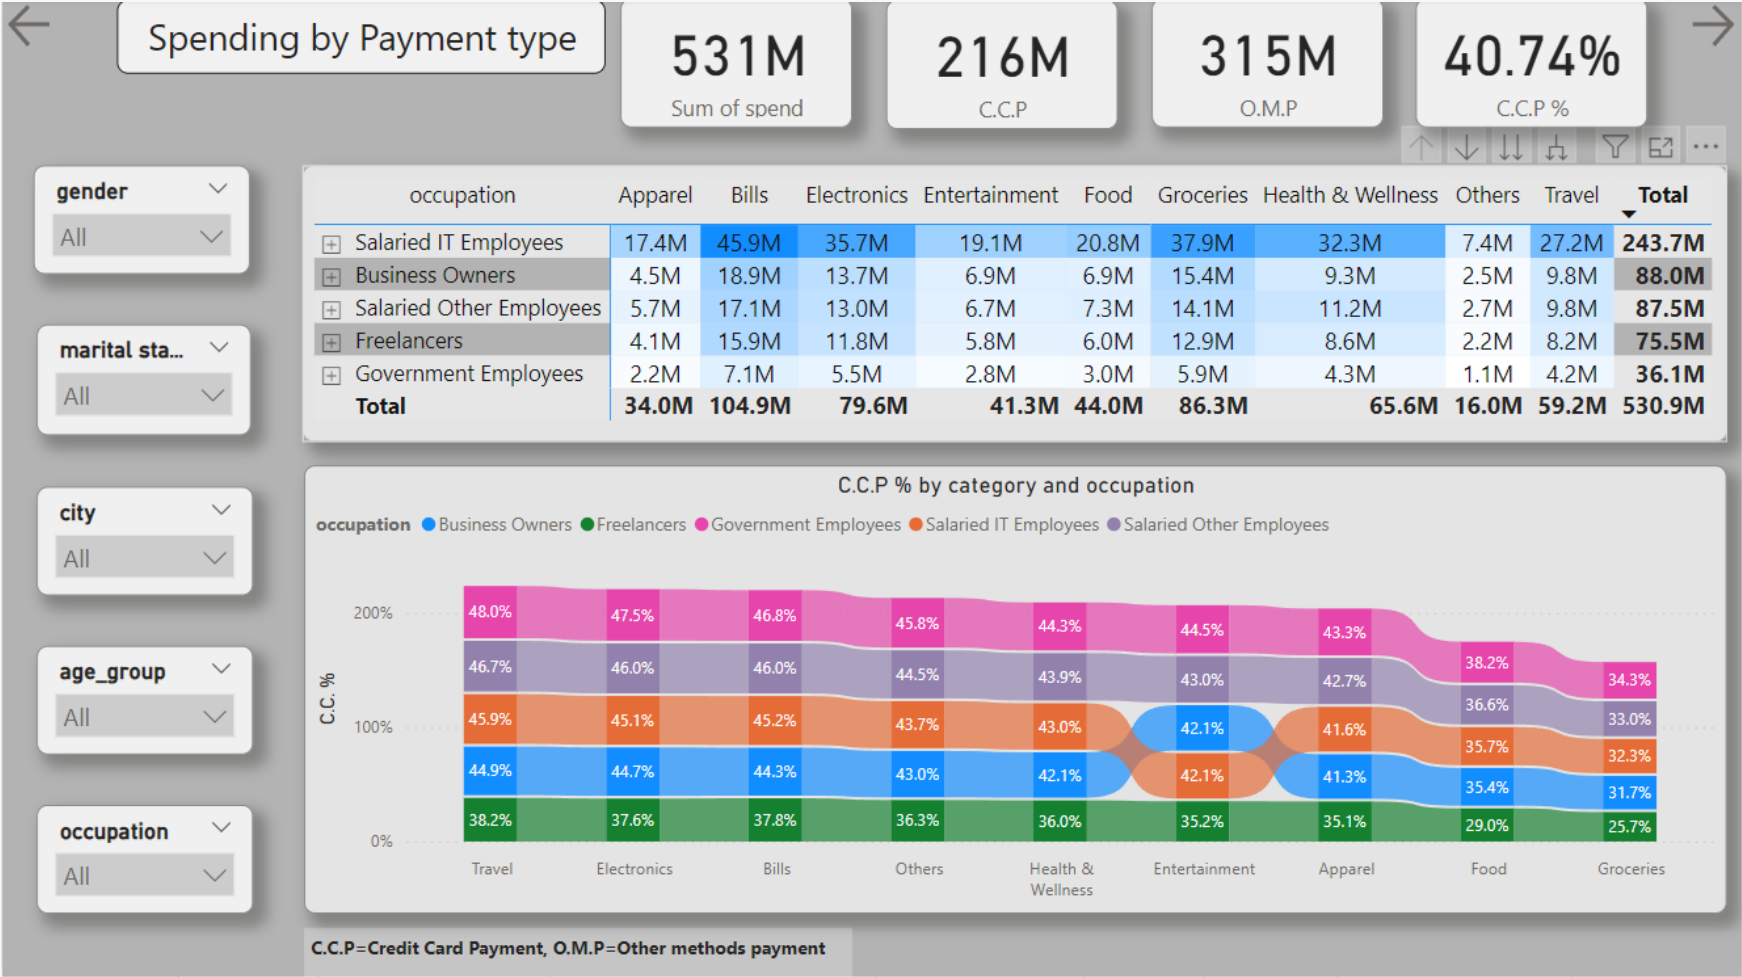 Spending by Payment type
531M
Sum of spend
216M
C.C.P
315M
O.M.P
40.74%
C.C.P %
gender
All
marital sta...
All
city
All
age_group
All
occupation
All
occupation Apparel Bills Electronics Entertainment Food Groceries Health & Wellness Others Travel Total
Salaried IT Employees 17.4M 45.9M 35.7M 19.1M 20.8M 37.9M 32.3M 7.4M 27.2M 243.7M
Business Owners 4.5M 18.9M 13.7M 6.9M 6.9M 15.4M 9.3M 2.5M 9.8M 88.0M
Salaried Other Employees 5.7M 17.1M 13.0M 6.7M 7.3M 14.1M 11.2M 2.7M 9.8M 87.5M
Freelancers 4.1M 15.9M 11.8M 5.8M 6.0M 12.9M 8.6M 2.2M 8.2M 75.5M
Government Employees 2.2M 7.1M 5.5M 2.8M 3.0M 5.9M 4.3M 1.1M 4.2M 36.1M
Total 34.0M 104.9M 79.6M 41.3M 44.0M 86.3M 65.6M 16.0M 59.2M 530.9M
C.C.P % by category and occupation
occupation Business Owners Freelancers Government Employees Salaried IT Employees Salaried Other Employees
C.C. %
200%
100%
0%
48.0% 47.5% 46.8% 45.8% 44.3% 44.5% 43.3% 38.2% 34.3%
46.7% 46.0% 46.0% 44.5% 43.9% 43.0% 42.7% 36.6% 33.0%
45.9% 45.1% 45.2% 43.7% 43.0% 42.1% 41.6% 35.7% 32.3%
44.9% 44.7% 44.3% 43.0% 42.1% 42.1% 41.3% 35.4% 31.7%
38.2% 37.6% 37.8% 36.3% 36.0% 35.2% 35.1% 29.0% 25.7%
Travel Electronics Bills Others Health & Entertainment Apparel Food Groceries
Wellness
C.C.P=Credit Card Payment, O.M.P=Other methods payment